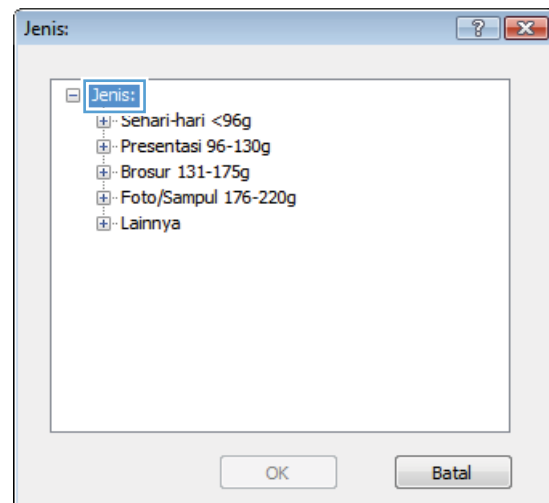 Jenis:
Jenis:
Sehari-hari <96g
Presentasi 96-130g
Brosur 131-175g
Foto/Sampul 176-220g
Lainnya
OK Batal